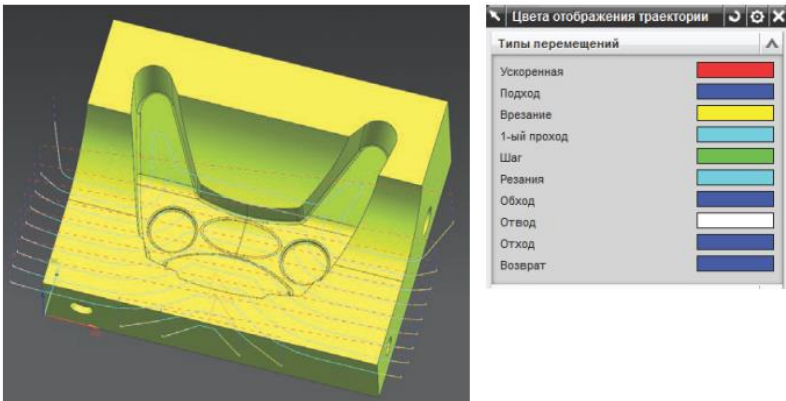 Цвета отображения траектории
Типы перемещений
Ускоренная
Подход
Врезание
1-ый проход
Шаг
Резания
Обход
Отвод
Отход
Возврат